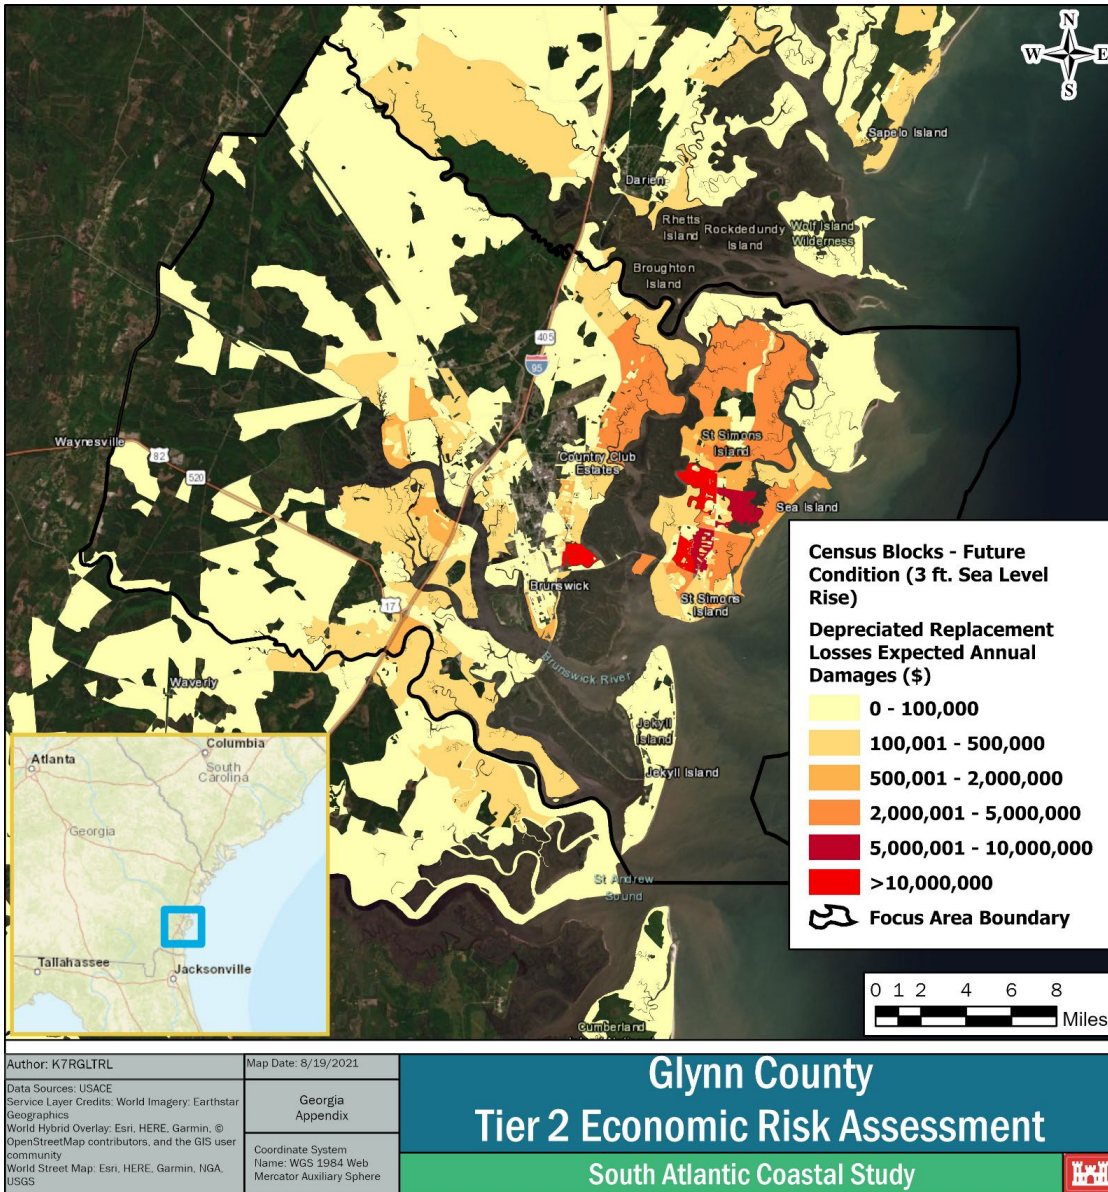 N
W E
S
Sapelo Island
Darien
Rhetts
Island
Rockdedundy
Island
Wolf Island
Wilderness
Broughton
Island
405
95
Waynesville
82
520
Country Club
Estates
St Simons
Island
Sea Island
Brunswick
St Simons
Island
17
Brunswick River
Waverly
Jekyll
Island
Jekyll Island
St Andrew
Sound
Cumberland
Columbia
Atlanta
South
Carolina
Georgia
Tallahassee
Jacksonville
Census Blocks - Future
Condition (3 ft. Sea Level
Rise)
Depreciated Replacement
Losses Expected Annual
Damages ($)
0 - 100,000
100,001 - 500,000
500,001 - 2,000,000
2,000,001 - 5,000,000
5,000,001 - 10,000,000
>10,000,000
Focus Area Boundary
0 1 2 4 6 8
Miles
Author: K7RGLTRL
Data Sources: USACE
Service Layer Credits: World Imagery: Earthstar
Geographics
World Hybrid Overlay: Esri, HERE, Garmin, ©
OpenStreetMap contributors, and the GIS user
community
World Street Map: Esri, HERE, Garmin, NGA,
USGS
Map Date: 8/19/2021
Georgia
Appendix
Coordinate System
Name: WGS 1984 Web
Mercator Auxiliary Sphere
Glynn County
Tier 2 Economic Risk Assessment
South Atlantic Coastal Study